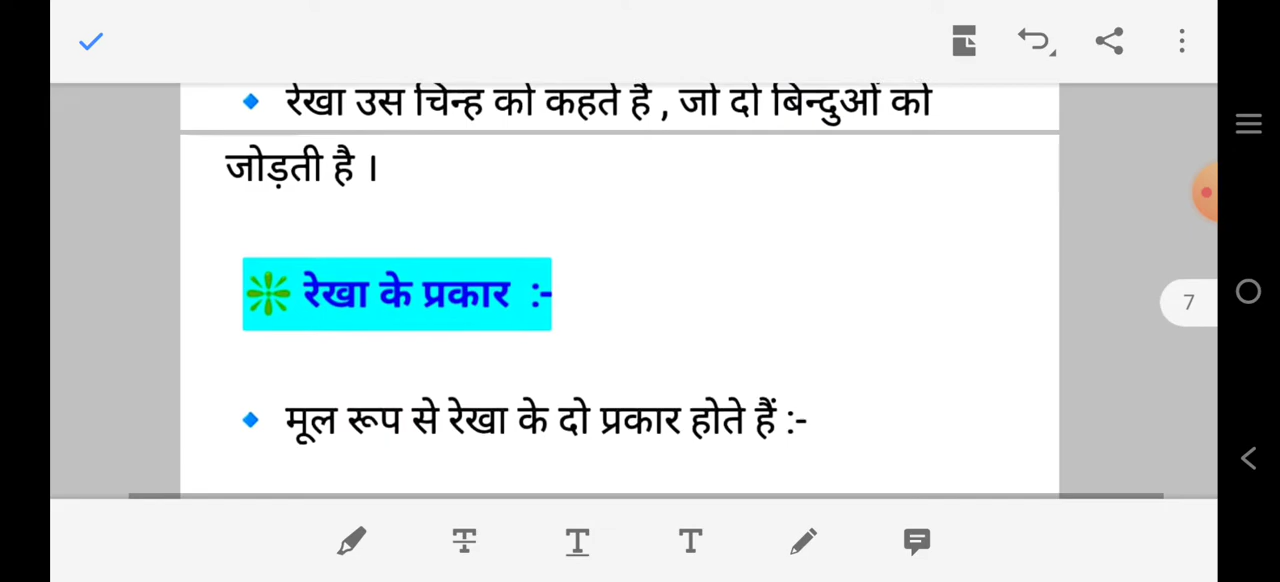 रेखा उस चिन्ह को कहते है , जो दो बिन्दुओं को
जोड़ती है ।
रेखा के प्रकार :-
7
मूल रूप से रेखा के दो प्रकार होते हैं :-